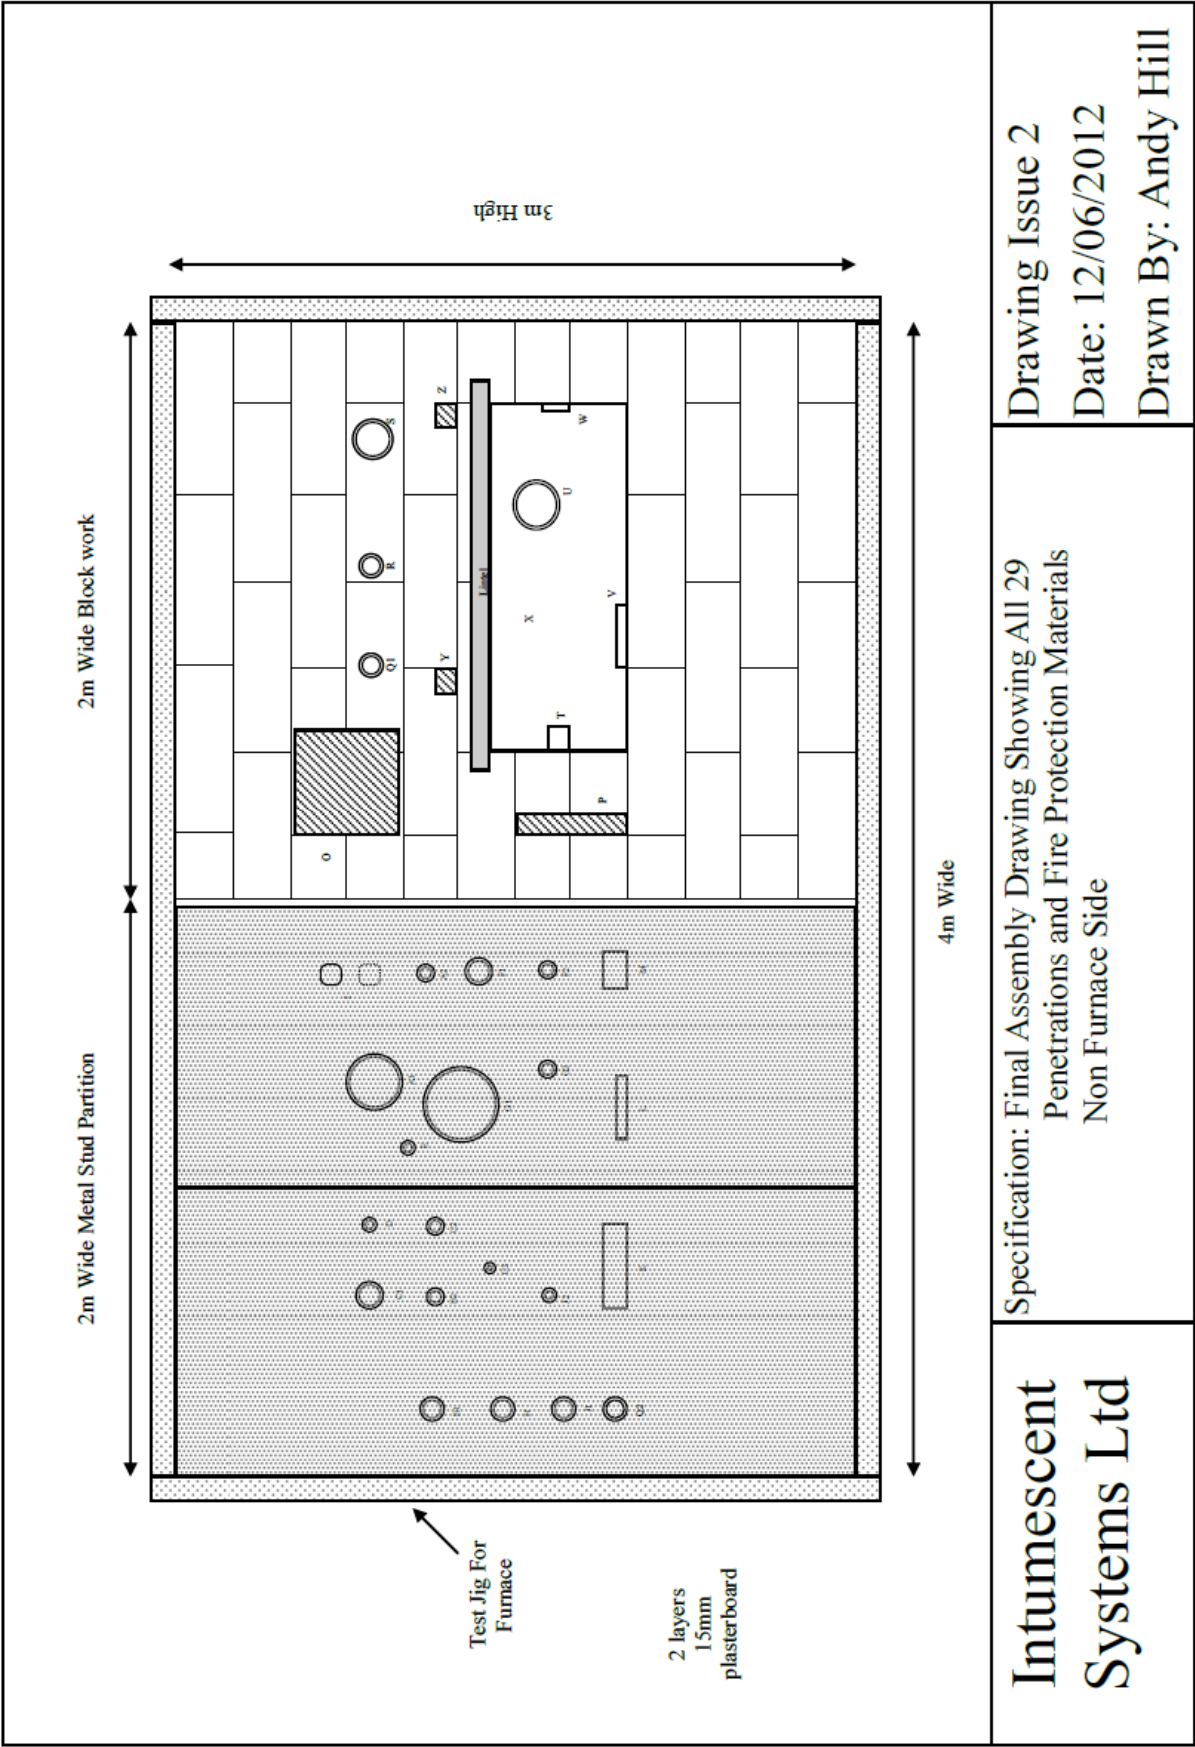 2m Wide Metal Stud Partition
2m Wide Block work
3m High
Test Jig For
Furnace
2 layers
15mm
plasterboard
O
Q1
R
S
Y
Z
Lintel
P
T
X
V
U
W
Q2
4m Wide
Intumescent
Systems Ltd
Specification: Final Assembly Drawing Showing All 29
Penetrations and Fire Protection Materials
Non Furnace Side
Drawing Issue 2
Date: 12/06/2012
Drawn By: Andy Hill